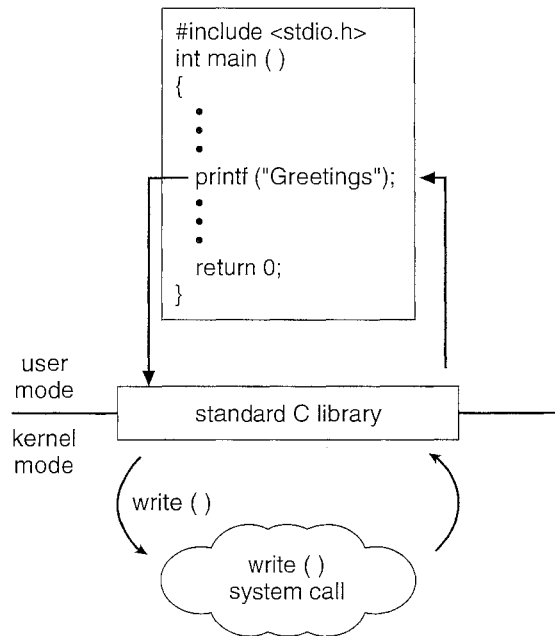 #include <stdio.h>
int main ( )
{
•
•
•
printf ("Greetings");
•
•
•
return 0;
}
user
mode
standard C library
kernel
mode
write ( )
write ( )
system call